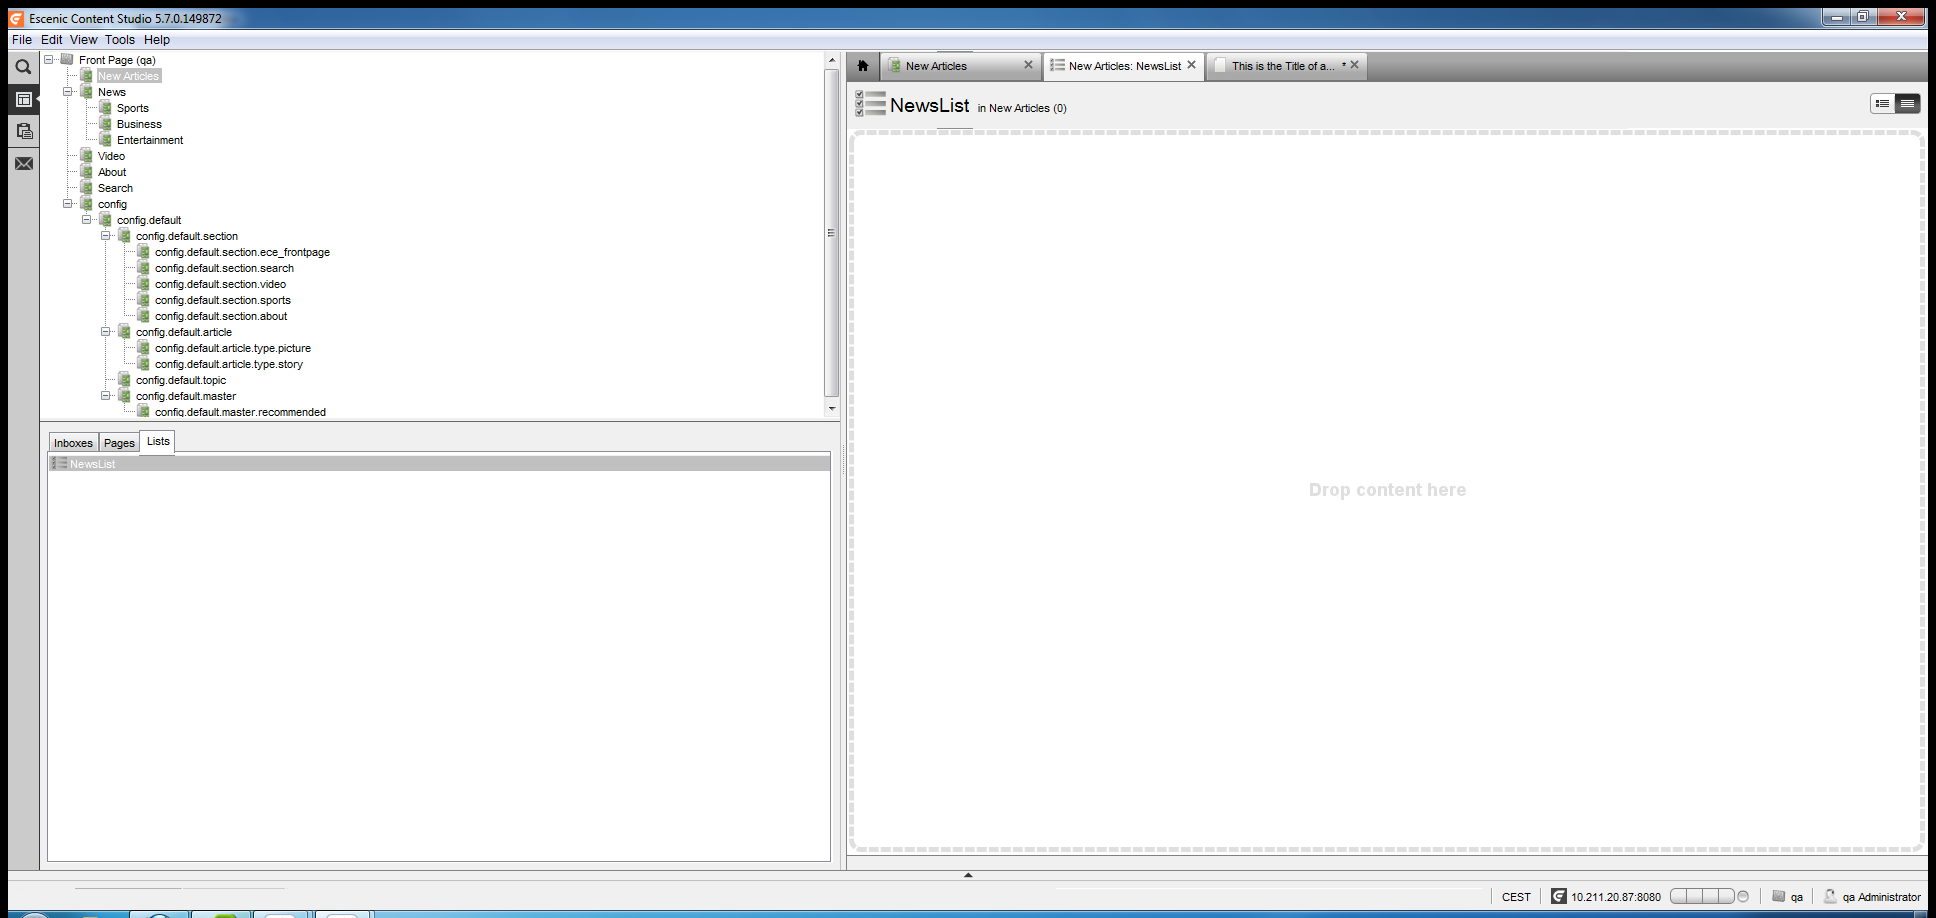 Escenic Content Studio 5.7.0.149872
File Edit View Tools Help
Front Page (qa)
New Articles
News
Sports
Business
Entertainment
Video
About
Search
config
config.default
config.default.section
config.default.section.ece_frontpage
config.default.section.search
config.default.section.video
config.default.section.sports
config.default.section.about
config.default.article
config.default.article.type.picture
config.default.article.type.story
config.default.topic
config.default.master
config.default.master.recommended
Inboxes Pages Lists
NewsList
New Articles
New Articles: NewsList
This is the Title of a... *
NewsList in New Articles (0)
Drop content here
CEST 10.211.20.87:8080 qa qa Administrator